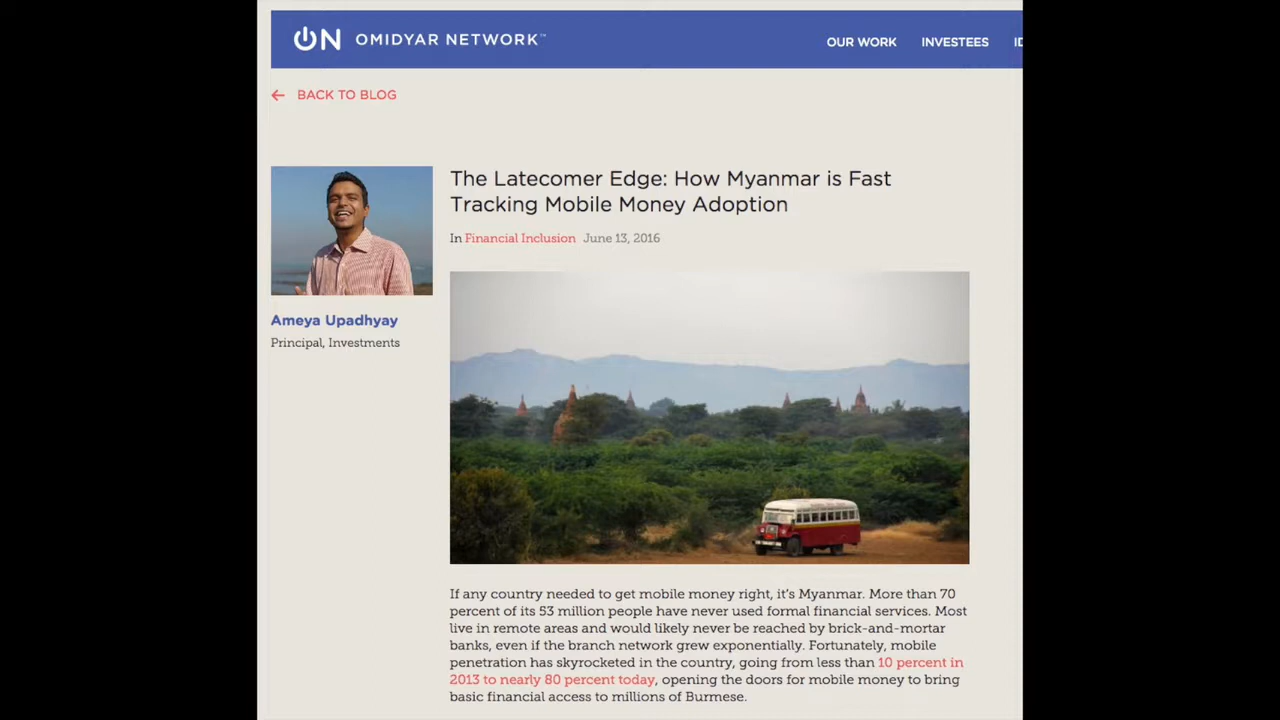 ON OMIDYAR NETWORK™
OUR WORK INVESTEES
← BACK TO BLOG
The Latecomer Edge: How Myanmar is Fast
Tracking Mobile Money Adoption
In Financial Inclusion June 13, 2016
Ameya Upadhyay
Principal, Investments
If any country needed to get mobile money right, it's Myanmar. More than 70
percent of its 53 million people have never used formal financial services. Most
live in remote areas and would likely never be reached by brick-and-mortar
banks, even if the branch network grew exponentially. Fortunately, mobile
penetration has skyrocketed in the country, going from less than 10 percent in
2013 to nearly 80 percent today, opening the doors for mobile money to bring
basic financial access to millions of Burmese.